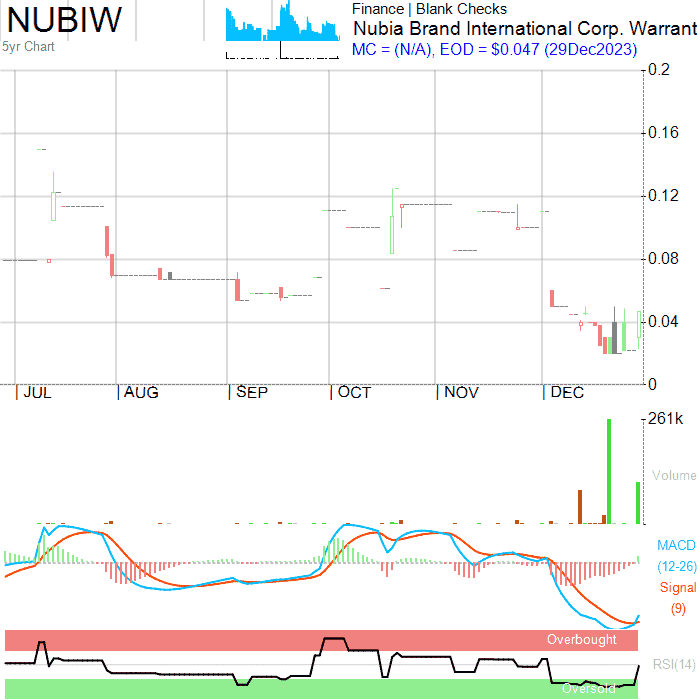 NUBIW
5yr Chart
Finance | Blank Checks
Nubia Brand International Corp. Warrant
MC = (N/A), EOD = $0.047 (29Dec2023)
0.2
0.16
0.12
0.08
0.04
0
JUL AUG SEP OCT NOV DEC
261k
Volume
MACD
(12-26)
Signal
(9)
Overbought
RSI(14)
Oversold